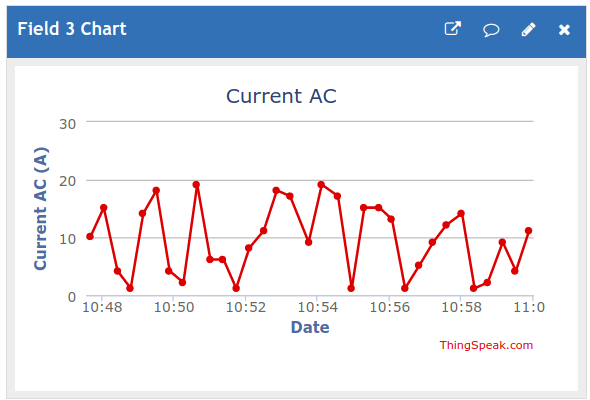 Field 3 Chart
Current AC
Current AC (A)
30
20
10
0
10:48 10:50 10:52 10:54 10:56 10:58 11:0
Date
ThingSpeak.com